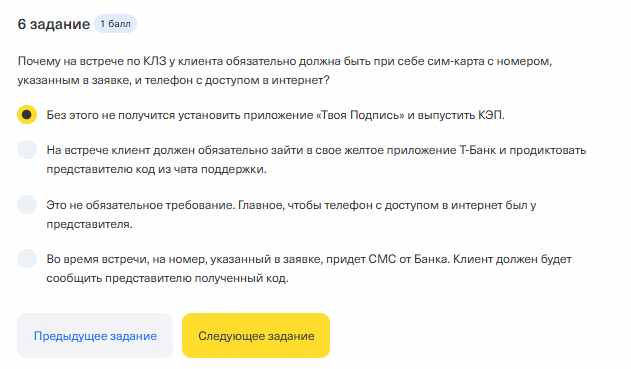 6 задание 1 балл
Почему на встрече по КЛЗ у клиента обязательно должна быть при себе сим-карта с номером,
указанным в заявке, и телефон с доступом в интернет?
Без этого не получится установить приложение «Твоя Подпись» и выпустить КЭП.
На встрече клиент должен обязательно зайти в свое желтое приложение Т-Банк и продиктовать
представителю код из чата поддержки.
Это не обязательное требование. Главное, чтобы телефон с доступом в интернет был у
представителя.
Во время встречи, на номер, указанный в заявке, придет СМС от Банка. Клиент должен будет
сообщить представителю полученный код.
Предыдущее задание Следующее задание